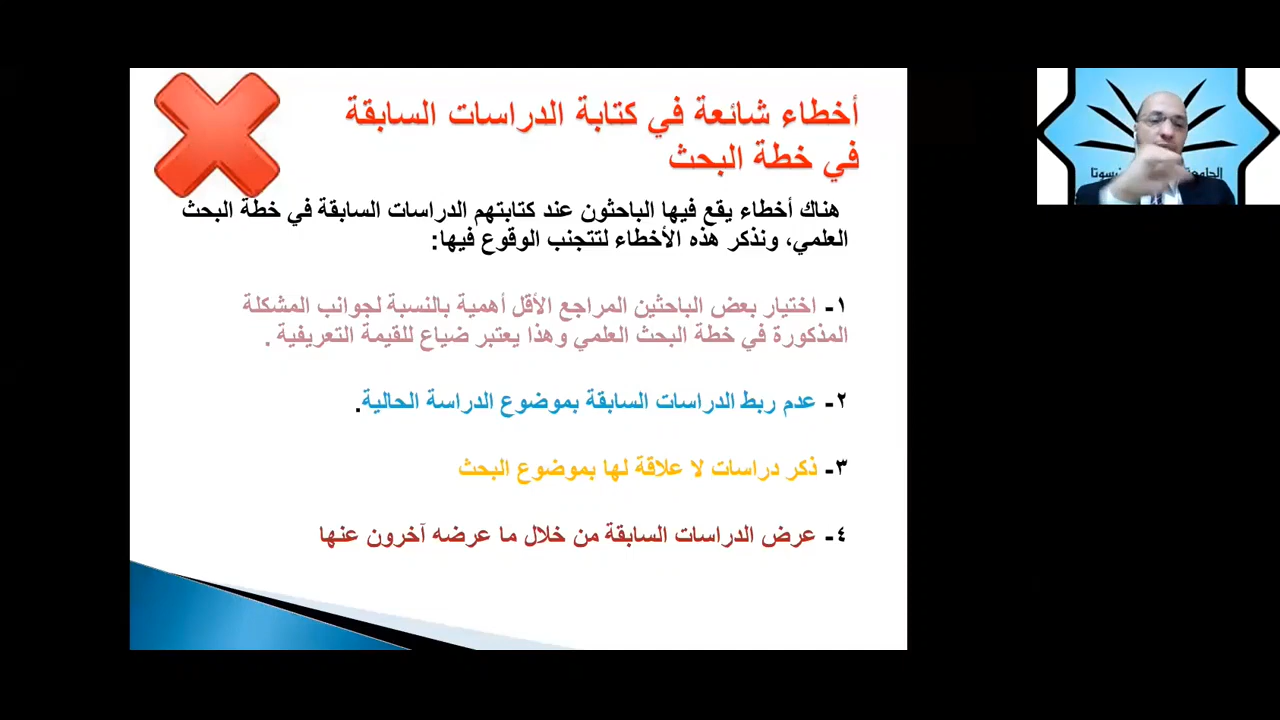 أخطاء شائعة في كتابة الدراسات السابقة
في خطة البحث
هناك أخطاء يقع فيها الباحثون عند كتابتهم الدراسات السابقة في خطة البحث
العلمي، ونذكر هذه الأخطاء لتتجنب الوقوع فيها:
١- اختيار بعض الباحثين المراجع الأقل أهمية بالنسبة لجوانب المشكلة
المذكورة في خطة البحث العلمي وهذا يعتبر ضياع للقيمة التعريفية .
٢- عدم ربط الدراسات السابقة بموضوع الدراسة الحالية.
٣- ذكر دراسات لا علاقة لها بموضوع البحث
٤- عرض الدراسات السابقة من خلال ما عرضه آخرون عنها